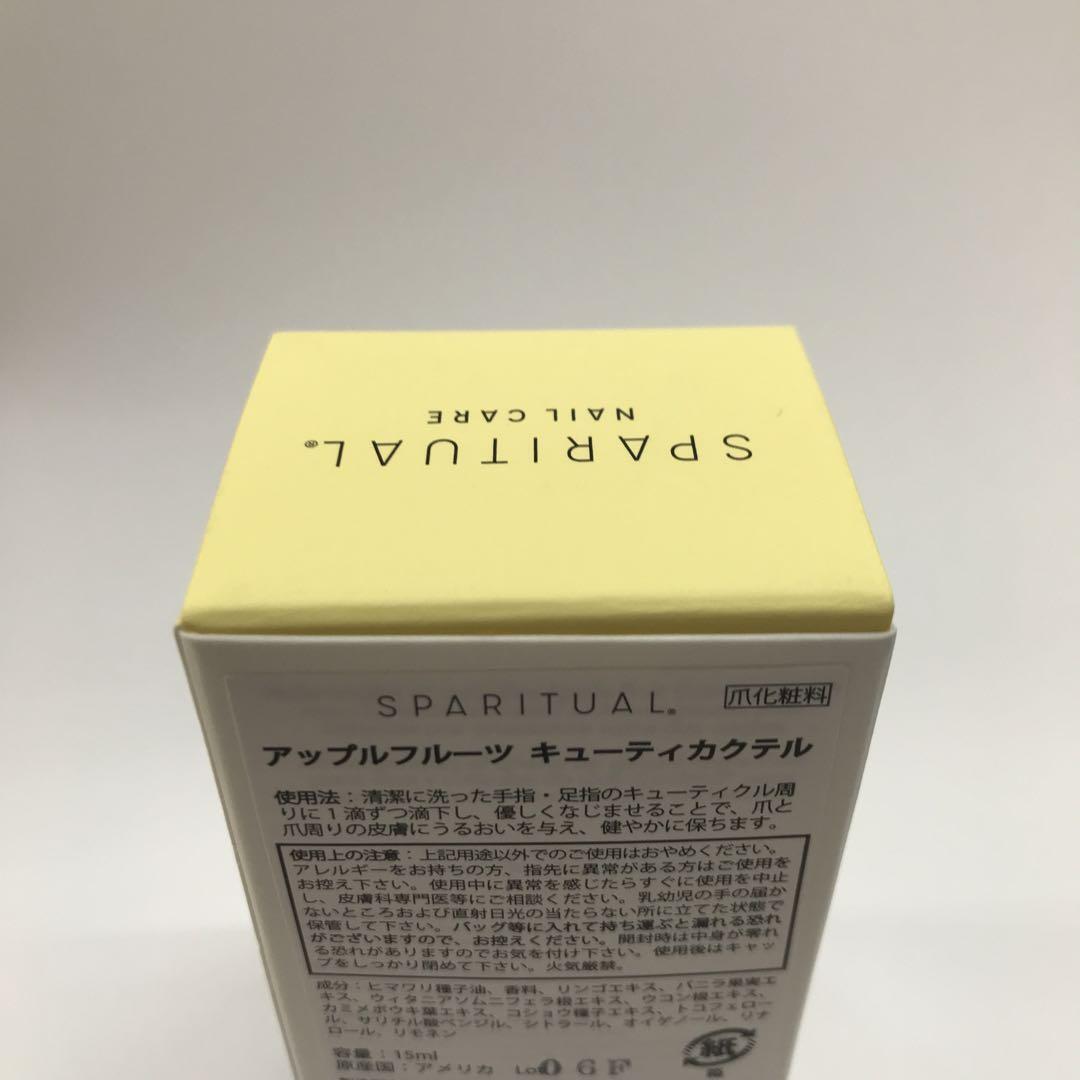 SPARITUAL®
NAIL CARE
SPARITUAL®
爪化粧料
アップルフルーツ キューティカクテル
使用法：清潔に洗った手指・足指のキューティクル周
りに1滴ずつ滴下し、優しくなじませることで、爪と
爪周りの皮膚にうるおいを与え、健やかに保ちます。
使用上の注意：上記用途以外でのご使用はおやめください。
アレルギーをお持ちの方、指先に異常がある方はご使用を
お控え下さい。使用中に異常を感じたらすぐに使用を中止
し、皮膚科専門医等にご相談ください。乳幼児の手の届か
ないところおよび直射日光の当たらない所に立てた状態で
保管して下さい。バッグ等に入れて持ち運ぶと漏れる恐れ
がございますので、お控えください。開封時は中身が零れ
る恐れがありますのでお気を付け下さい。使用後はキャッ
プをしっかり閉めて下さい。火気厳禁。
成分：ヒマワリ種子油、香料、リンゴエキス、バニラ果実エ
キス、ウィタニアソムニフェラ根エキス、ウコン根エキス、
カミメボウキ葉エキス、コショウ種子エキス、トコフェロー
ル、サリチル酸ベンジル、シトラール、オイゲノール、リナ
ロール、リモネン
容量：15ml
原産国：アメリカ Lot 06F
紙
箱